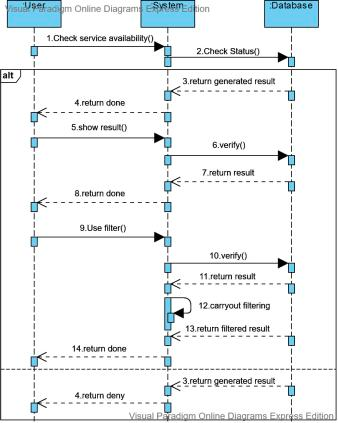 Visual Paradigm Online Diagrams Express Edition
:User
System
:Database
1.Check service availability()
2.Check Status()
alt
3.return generated result
4.return done
5.show result()
6.verify()
7.return result
8.return done
9.Use filter()
10.verify()
11.return result
12.carryout filtering
13.return filtered result
14.return done
3.return generated result
4.return deny
Visual Paradigm Online Diagrams Express Edition